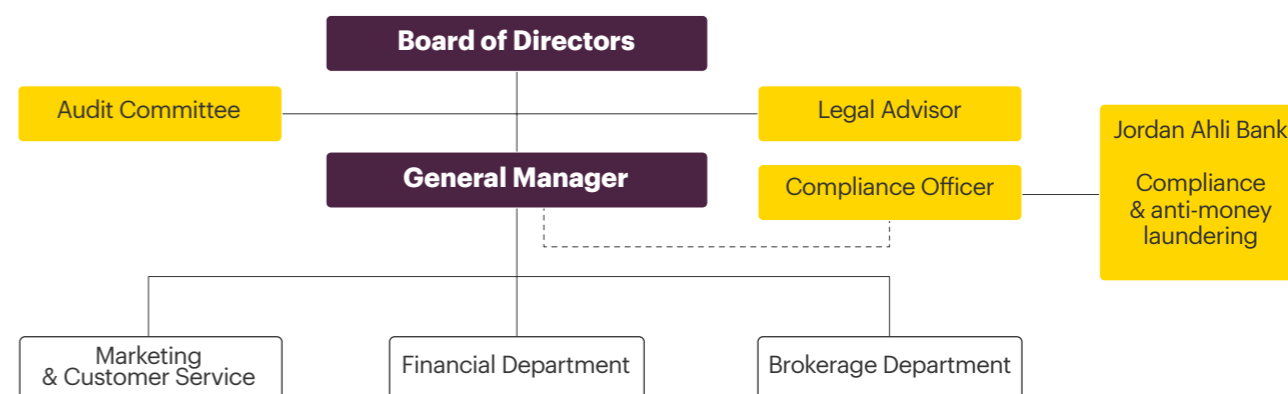 Board of Directors
Audit Committee
Legal Advisor
Jordan Ahli Bank
Compliance
& anti-money
laundering
General Manager
Compliance Officer
Marketing
& Customer Service
Financial Department
Brokerage Department